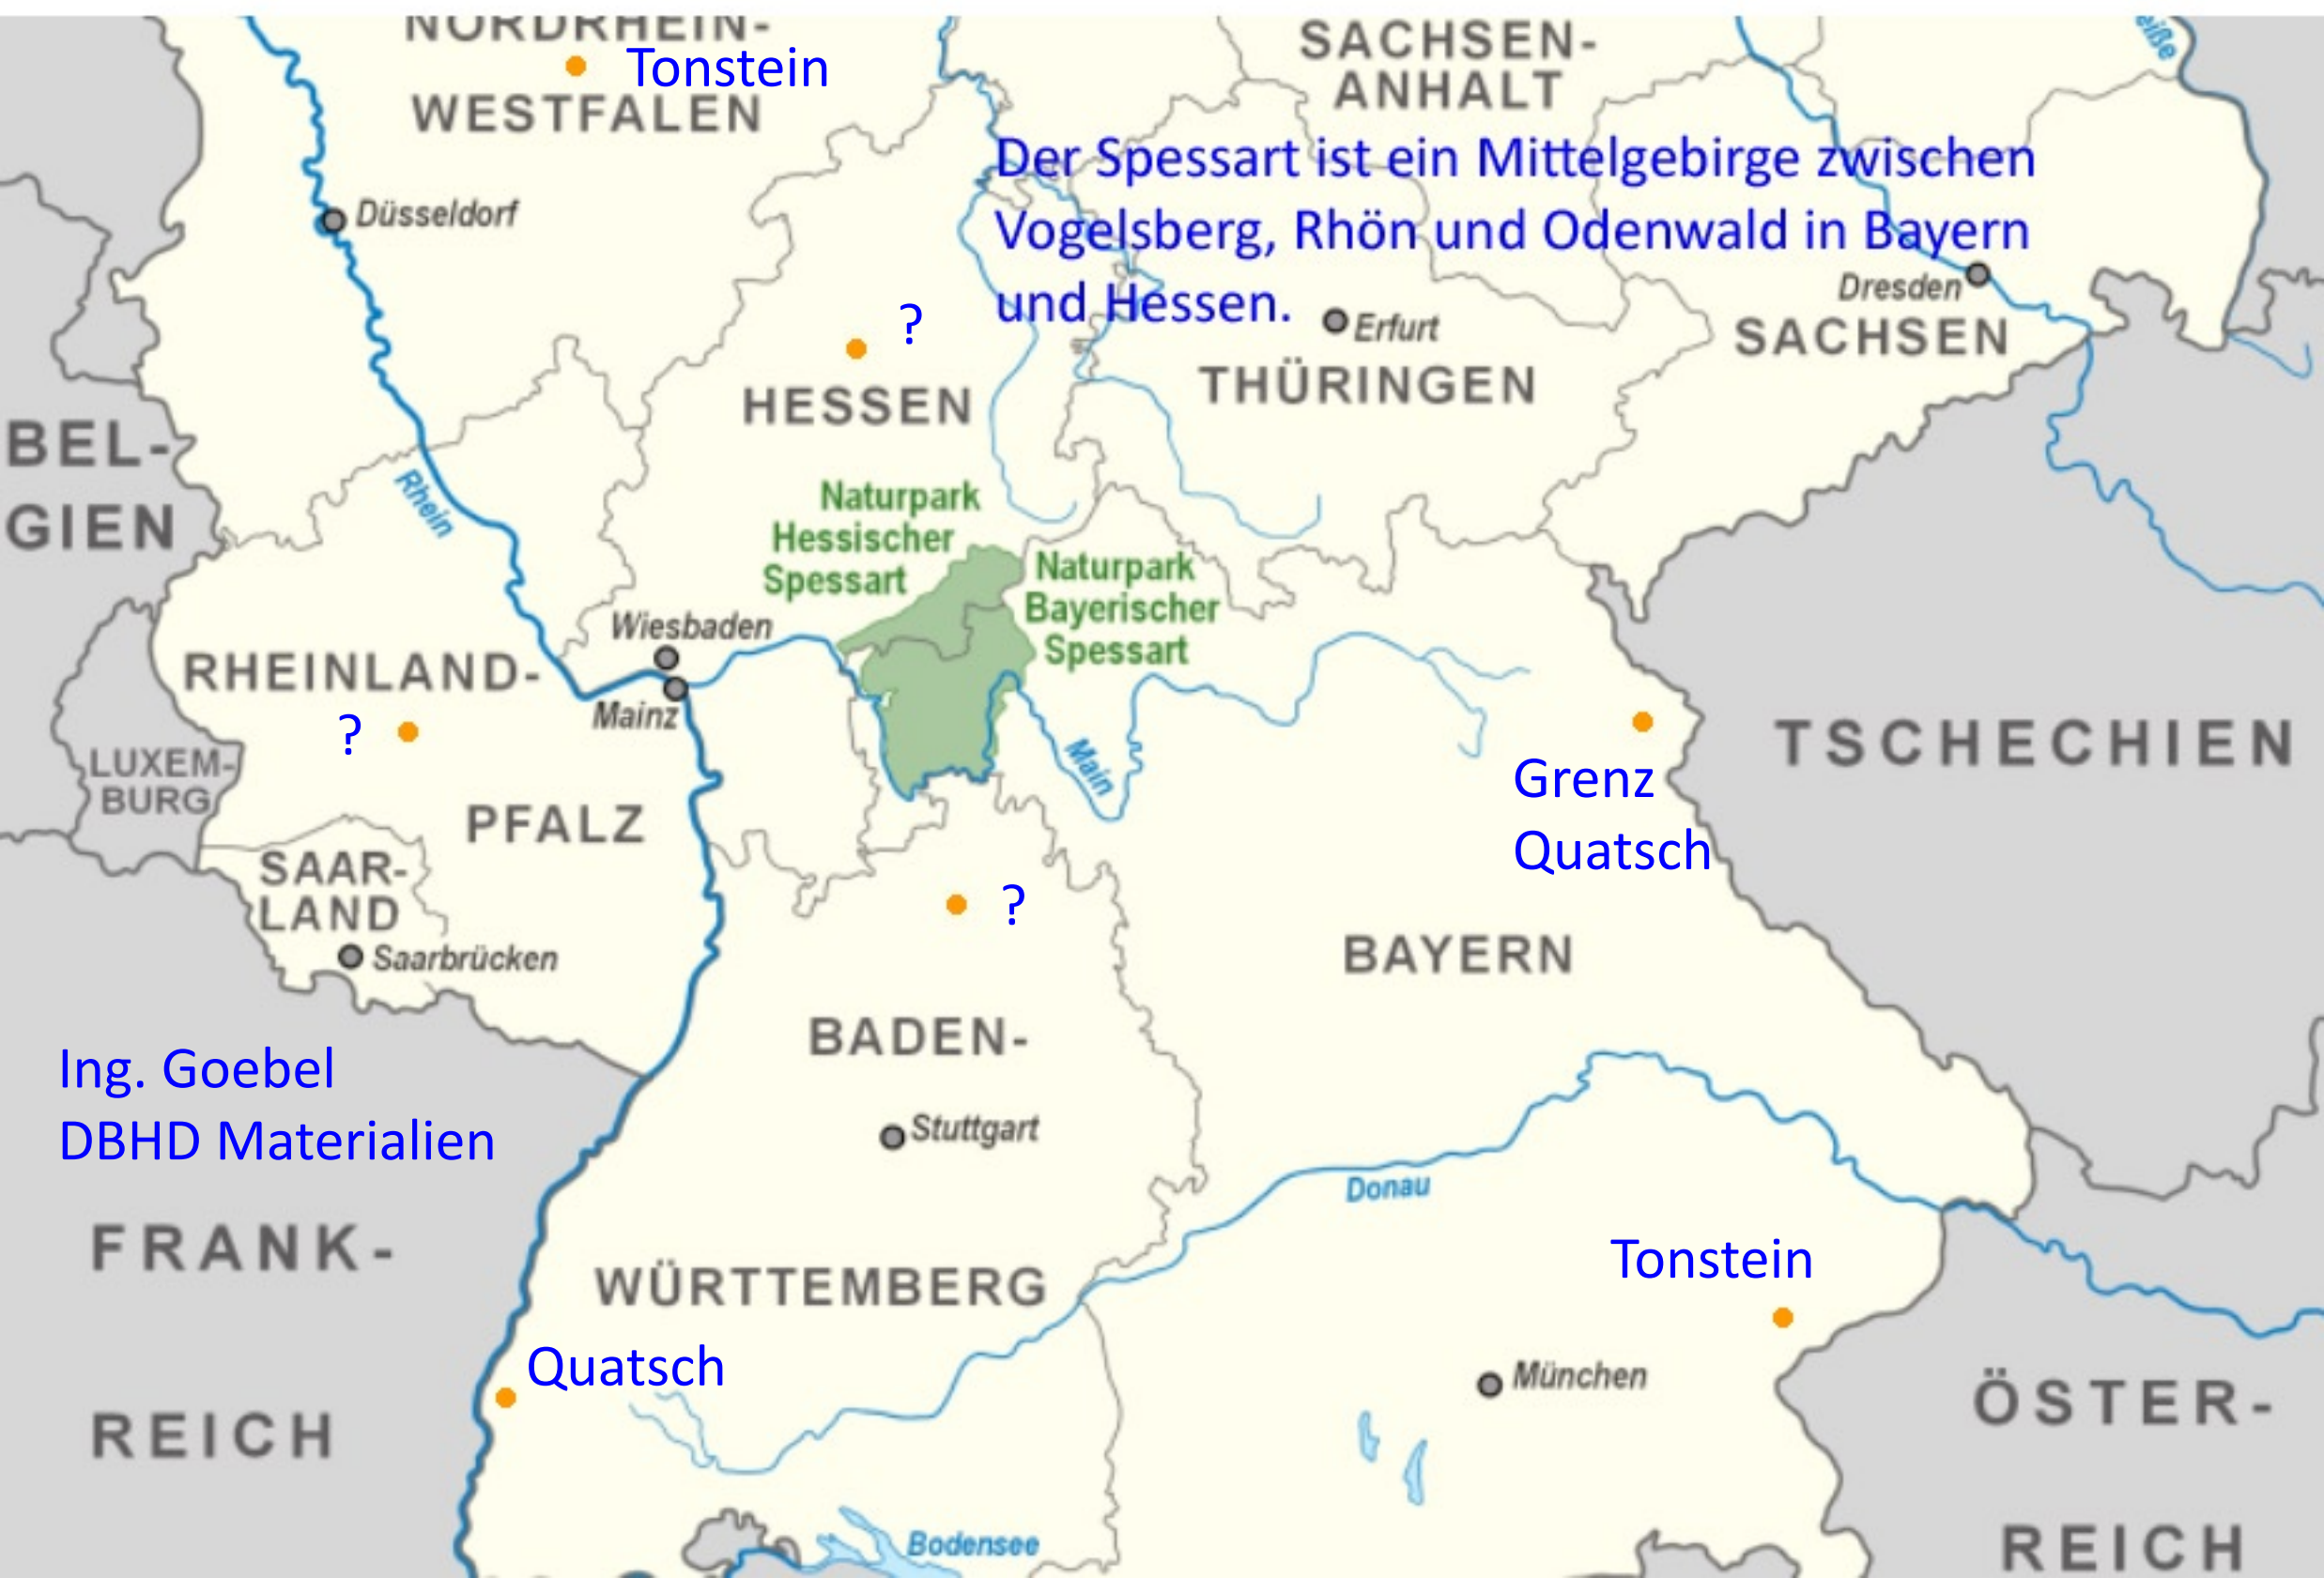 NORDRHEIN-
Tonstein
WESTFALEN
SACHSEN-
ANHALT
Der Spessart ist ein Mittelgebirge zwischen
Vogelsberg, Rhön und Odenwald in Bayern
und Hessen.
Düsseldorf
Dresden
SACHSEN
?
Erfurt
THÜRINGEN
HESSEN
BEL-
GIEN
Rhein
Naturpark
Hessischer
Spessart
Naturpark
Bayerischer
Spessart
Wiesbaden
Mainz
RHEINLAND-
?
PFALZ
LUXEM-
BURG
Main
TSCHECHIEN
Grenz
Quatsch
SAAR-
LAND
Saarbrücken
?
BAYERN
BADEN-
Ing. Goebel
DBHD Materialien
Stuttgart
Donau
FRANK-
REICH
WÜRTTEMBERG
Tonstein
Quatsch
München
ÖSTER-
REICH
Bodensee